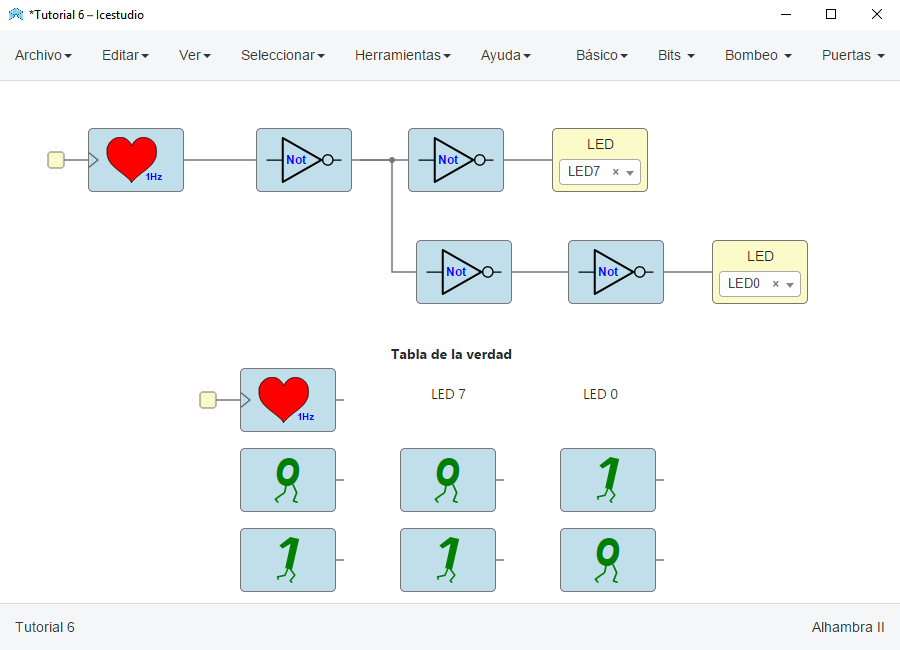 *Tutorial 6 – Icestudio
Archivo Editar Ver Seleccionar Herramientas Ayuda Básico Bits Bombeo Puertas
1Hz
Not
Not
LED
LED7 ×
Not
Not
LED
LED0 ×
Tabla de la verdad
1Hz
LED 7
LED 0
0 0 1
1 1 0
Tutorial 6
Alhambra II